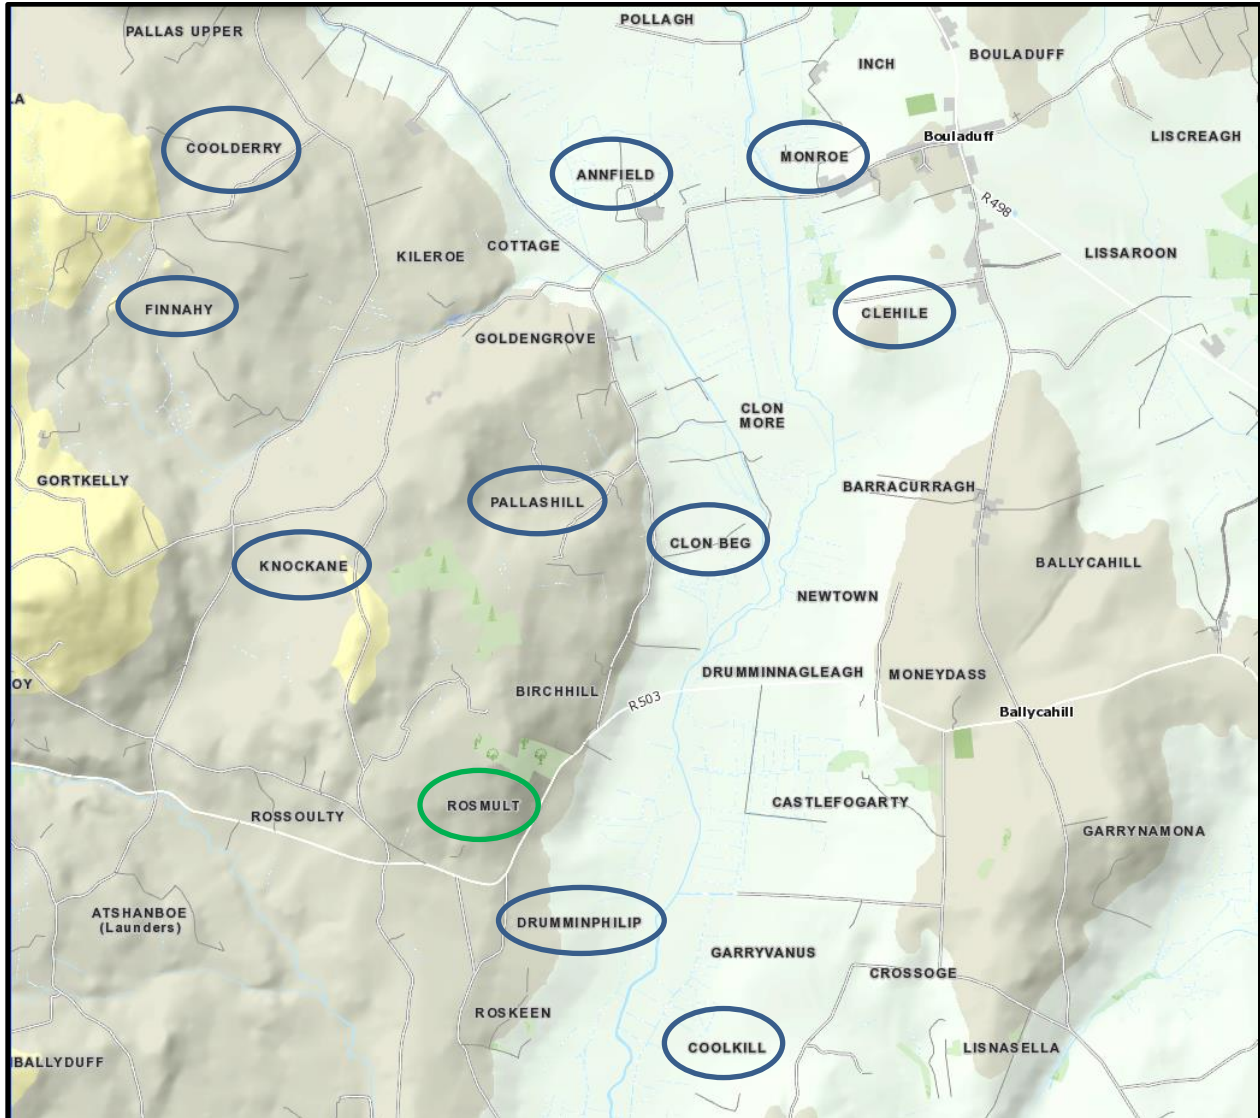 POLLAGH
PALLAS UPPER
BOULADUFF
INCH
LA
Bouladuff
LISCREAGH
COOLDERRY
MONROE
ANNFIELD
R498
COTTAGE
KILEROE
LISSAROON
FINNAHY
CLEHILE
GOLDENGROVE
CLON
MORE
GORTKELLY
BARRACURRAGH
PALLASHILL
CLON BEG
KNOCKANE
BALLYCAHILL
NEWTOWN
DRUMMINNAGLEAGH
MONEYDASS
OY
BIRCHHILL
R503
Ballycahill
ROSMULT
CASTLEFOGARTY
ROSSOULTY
GARRYNAMONA
ATSHANBOE
(Launders)
DRUMMINPHILIP
GARRYVANUS
CROSSOGE
ROSKEEN
COOLKILL
LISNASELLA
BALLYDUFF